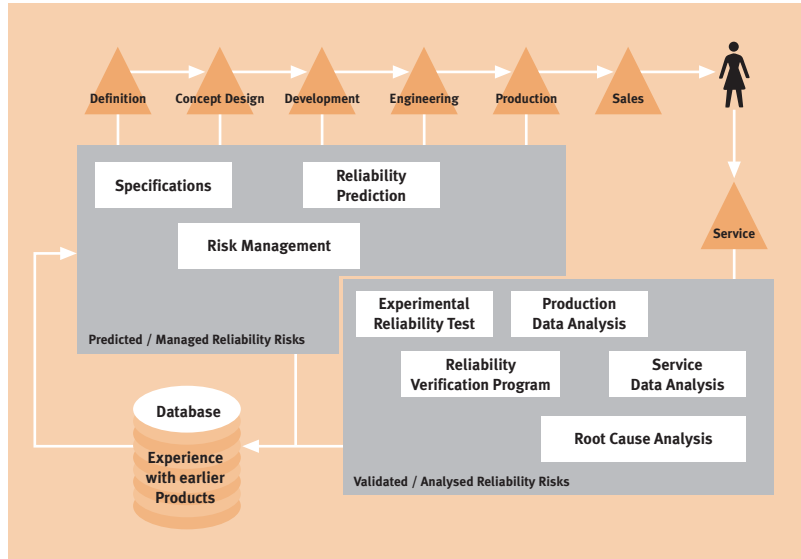 Definition
Concept Design
Development
Engineering
Production
Sales
Specifications
Reliability
Prediction
Risk Management
Service
Experimental
Reliability Test
Production
Data Analysis
Predicted / Managed Reliability Risks
Reliability
Verification Program
Service
Data Analysis
Database
Experience
with earlier
Products
Root Cause Analysis
Validated / Analysed Reliability Risks